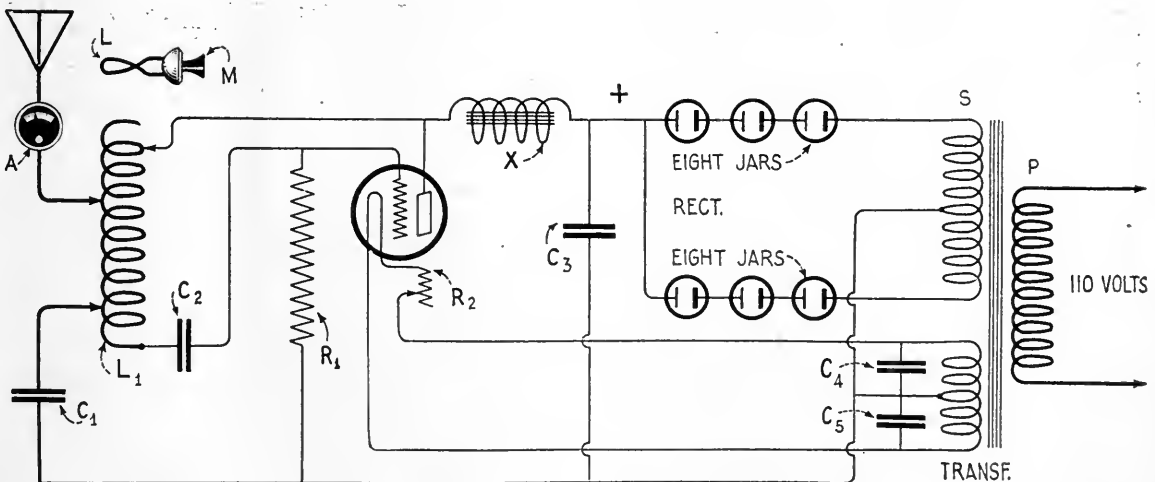 L
M
A
+
S
P
EIGHT JARS
X
RECT.
C3
EIGHT JARS
110 VOLTS
C2
R2
R1
L1
C4
C1
C5
TRANSF.